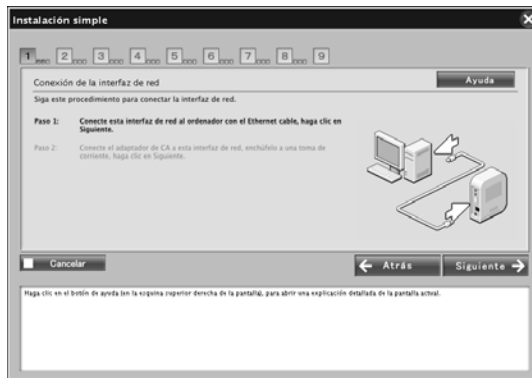 Instalación simple
1 2 3 4 5 6 7 8 9
Conexión de la interfaz de red
Ayuda
Siga este procedimiento para conectar la interfaz de red.
Paso 1: Conecte esta interfaz de red al ordenador con el Ethernet cable, haga clic en
Siguiente.
Paso 2: Conecte el adaptador de CA a esta interfaz de red, enchúfelo a una toma de
corriente, haga clic en Siguiente.
Cancelar
Atrás
Siguiente
Haga clic en el botón de ayuda (en la esquina superior derecha de la pantalla), para abrir una explicación detallada de la pantalla actual.